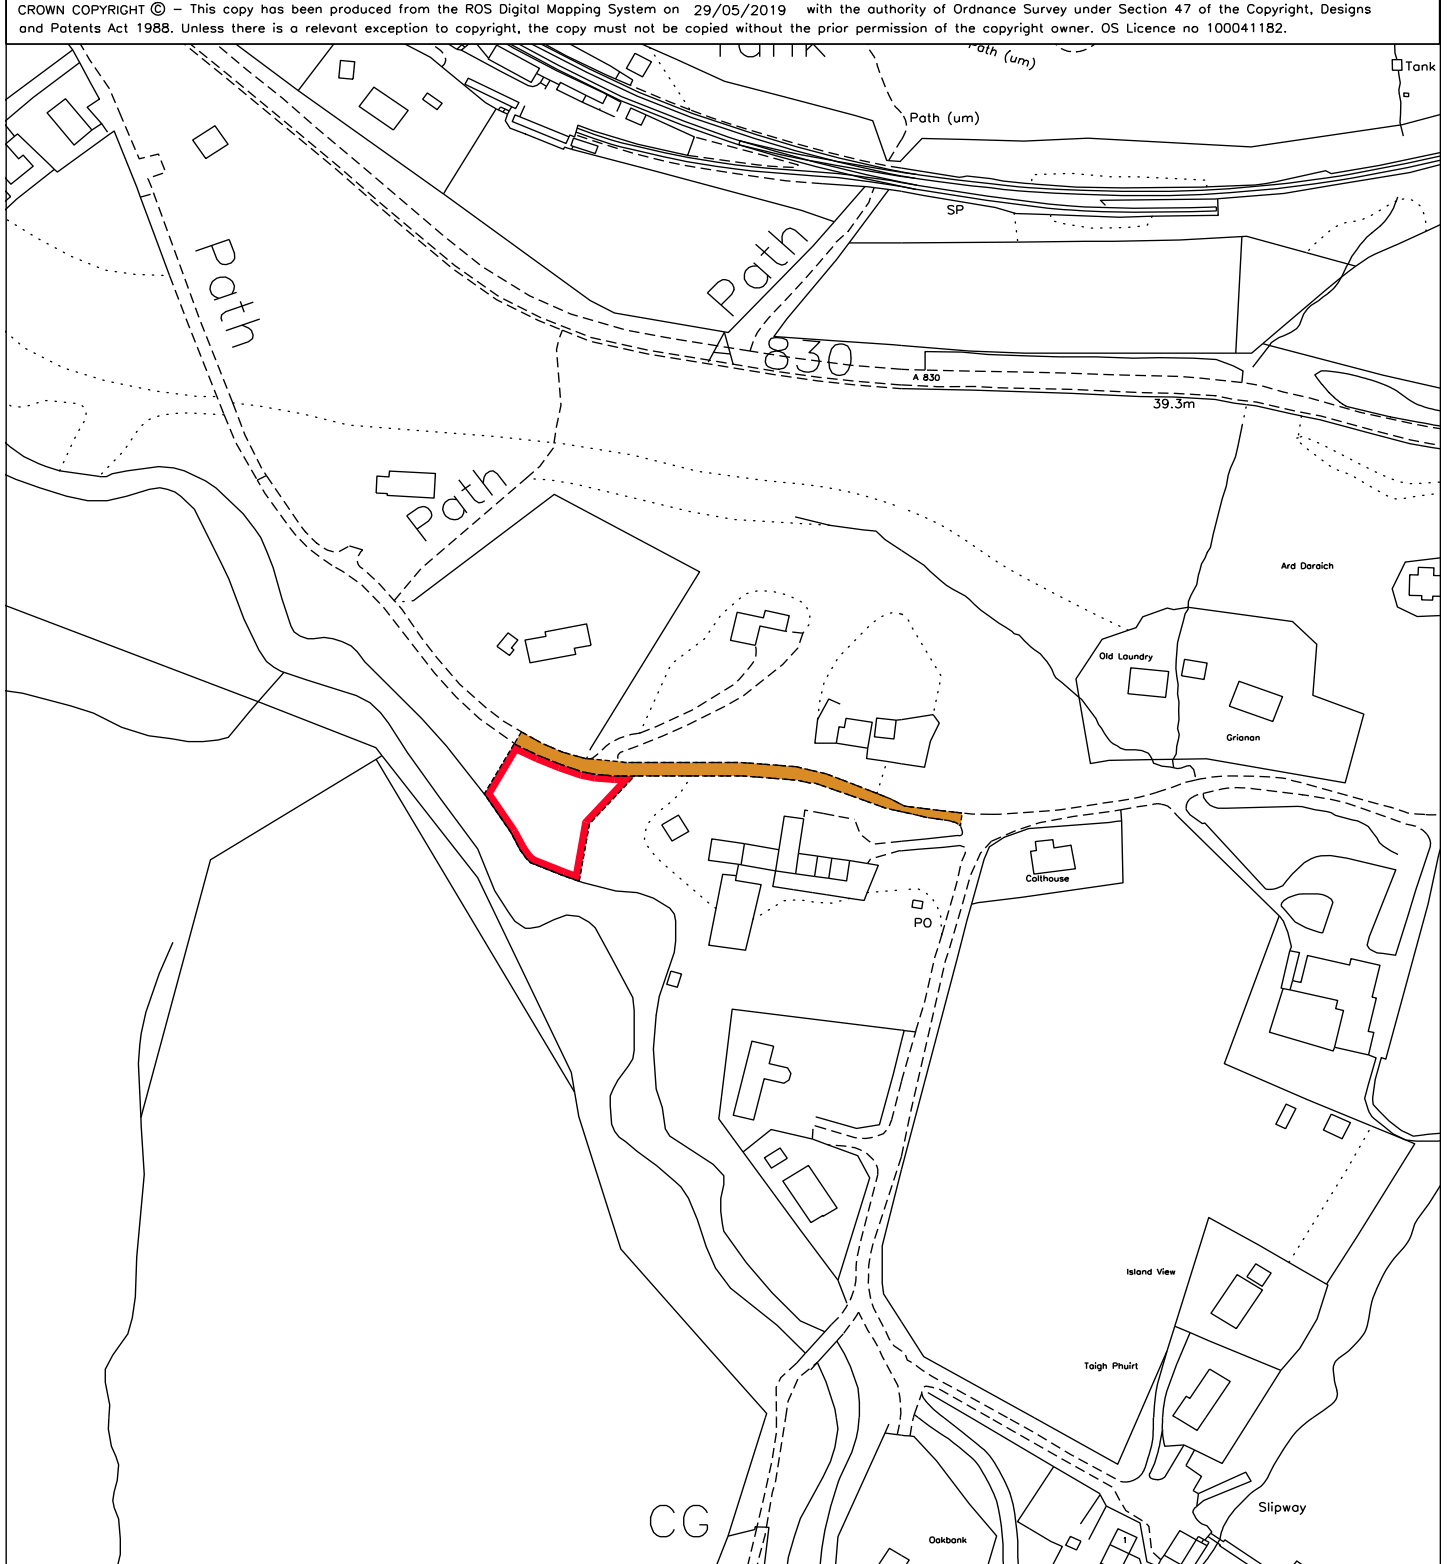 CROWN COPYRIGHT © – This copy has been produced from the ROS Digital Mapping System on 29/05/2019 with the authority of Ordnance Survey under Section 47 of the Copyright, Designs
and Patents Act 1988. Unless there is a relevant exception to copyright, the copy must not be copied without the prior permission of the copyright owner. OS Licence no 100041182.
Tank
Path (um)
Tank
Path (um)
SP
Path
Path
A 830
A 830
39.3m
Path
Ard Daraich
Old Laundry
Grianan
Colthouse
PO
Island View
Taigh Phuirt
Slipway
CG
Oakbank
1